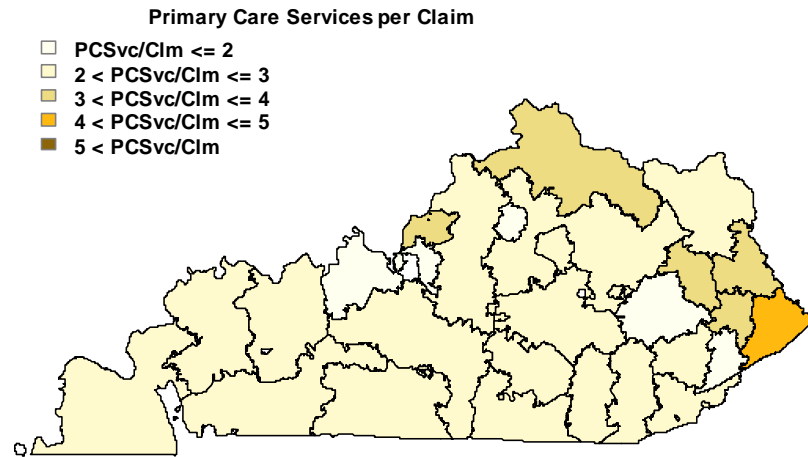 Primary Care Services per Claim
PCSvc/Clm <= 2
2 < PCSvc/Clm <= 3
3 < PCSvc/Clm <= 4
4 < PCSvc/Clm <= 5
5 < PCSvc/Clm